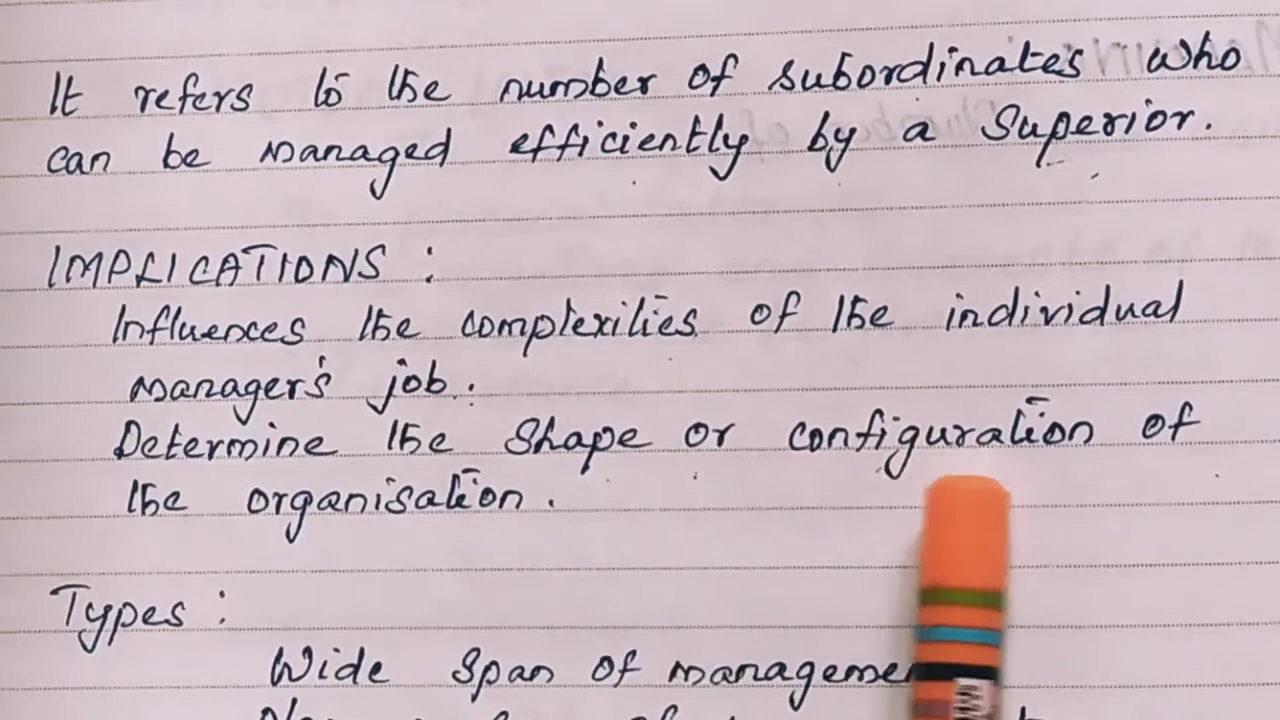 It refers to the number of subordinates who
can be managed efficiently by a Superior.
IMPLICATIONS :
Influences the complexities of the individual
manager's job.
Determine the Shape or configuration of
the organisation.
Types :
Wide Span of